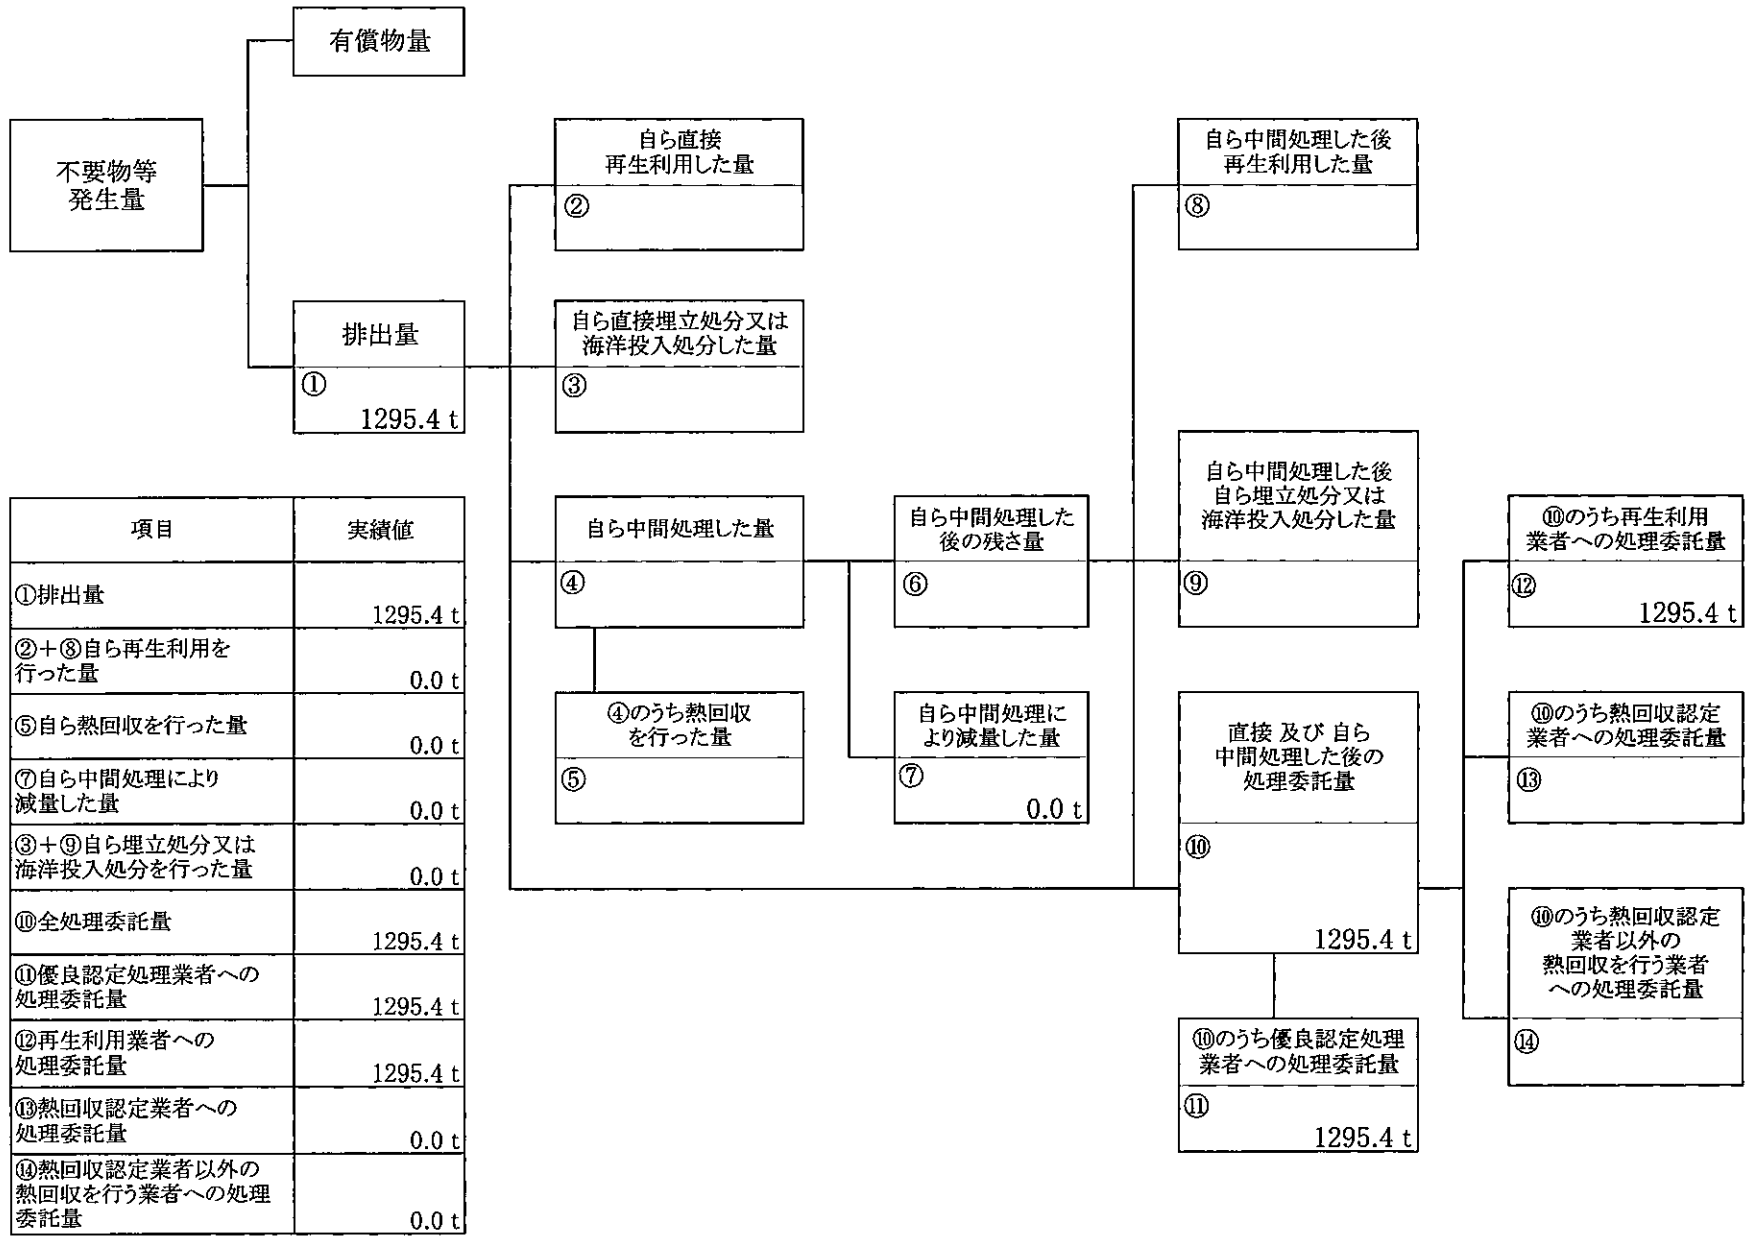 有償物量
不要物等
発生量
排出量
①
1295.4 t
自ら直接
再生利用した量
②
自ら直接埋立処分又は
海洋投入処分した量
③
自ら中間処理した量
④
④のうち熱回収
を行った量
⑤
自ら中間処理した
後の残さ量
⑥
自ら中間処理に
より減量した量
⑦
0.0 t
自ら中間処理した後
再生利用した量
⑧
自ら中間処理した後
自ら埋立処分又は
海洋投入処分した量
⑨
直接 及び 自ら
中間処理した後の
処理委託量
⑩
1295.4 t
⑩のうち優良認定処理
業者への処理委託量
⑪
1295.4 t
⑩のうち再生利用
業者への処理委託量
⑫
1295.4 t
⑩のうち熱回収認定
業者への処理委託量
⑬
⑩のうち熱回収認定
業者以外の
熱回収を行う業者
への処理委託量
⑭
項目 実績値
①排出量
1295.4 t
②＋⑧自ら再生利用を
行った量
0.0 t
⑤自ら熱回収を行った量
0.0 t
⑦自ら中間処理により
減量した量
0.0 t
③＋⑨自ら埋立処分又は
海洋投入処分を行った量
0.0 t
⑩全処理委託量
1295.4 t
⑪優良認定処理業者への
処理委託量
1295.4 t
⑫再生利用業者への
処理委託量
1295.4 t
⑬熱回収認定業者への
処理委託量
0.0 t
⑭熱回収認定業者以外の
熱回収を行う業者への処理
委託量
0.0 t